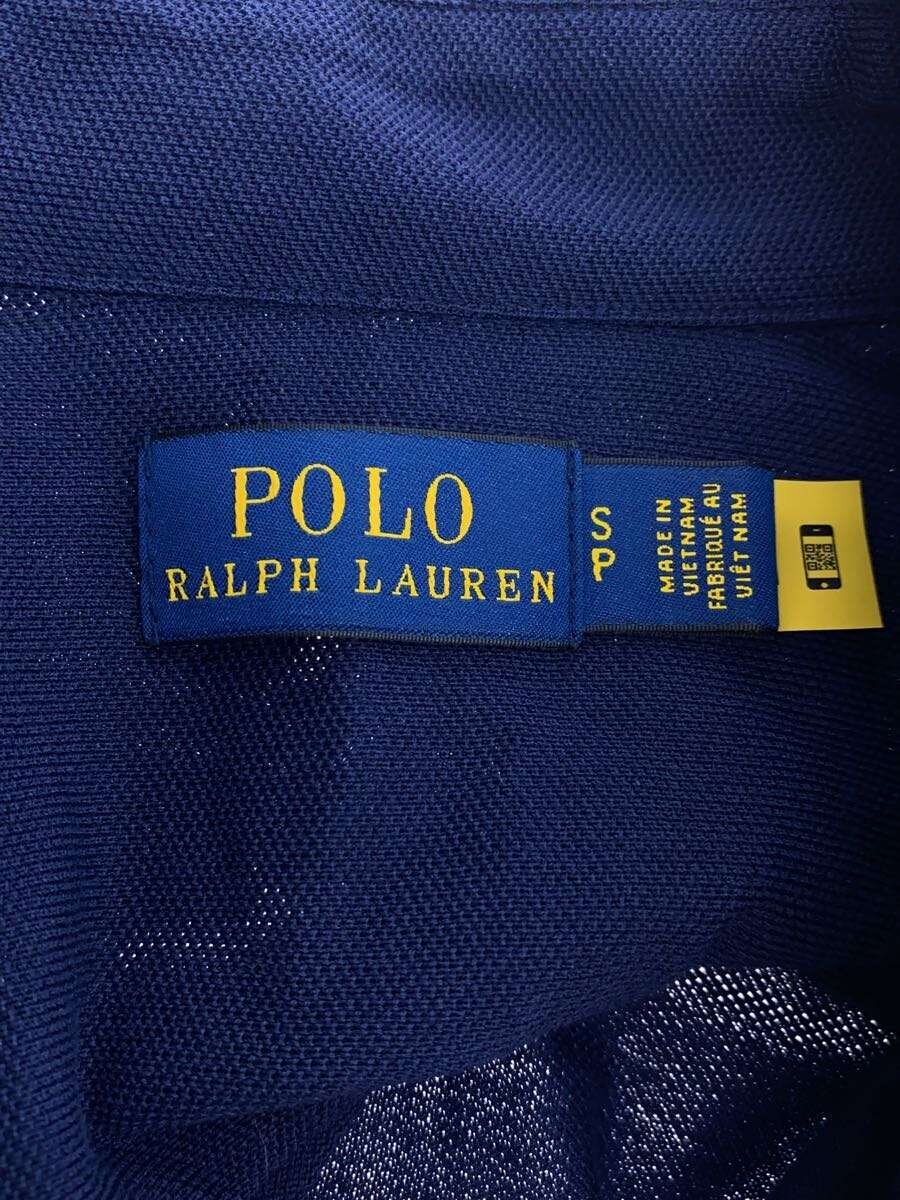 POLO
RALPH LAUREN
S
P
MADE IN
VIETNAM
FABRIQUÉ AU
VIÊT NAM